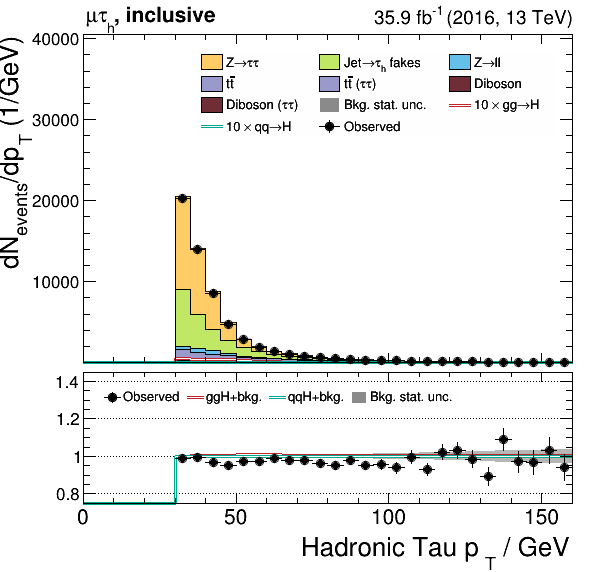 μτh, inclusive
35.9 fb-1 (2016, 13 TeV)
dNevents/dpT (1/GeV)
40000
30000
20000
10000
Z→ττ
Jet→τh fakes
Z→ll
tt̄
tt̄ (ττ)
Diboson
Diboson (ττ)
Bkg. stat. unc.
10 × gg→H
10 × qq→H
Observed
1.4
1.2
1
0.8
Observed
ggH+bkg.
qqH+bkg.
Bkg. stat. unc.
0
50
100
150
Hadronic Tau pT / GeV